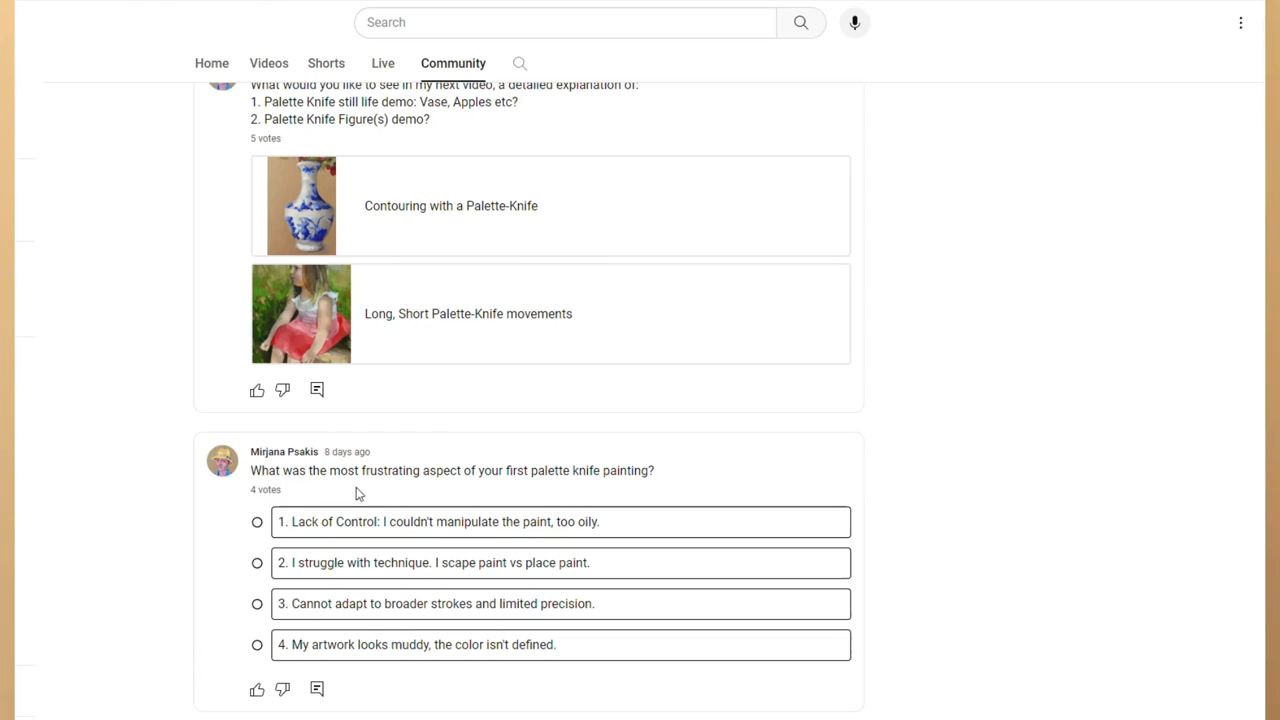 Search
Home Videos Shorts Live Community
What would you like to see in my next video, a detailed explanation of:
1. Palette Knife still life demo: Vase, Apples etc?
2. Palette Knife Figure(s) demo?
5 votes
Contouring with a Palette-Knife
Long, Short Palette-Knife movements
Mirjana Psakis 8 days ago
What was the most frustrating aspect of your first palette knife painting?
4 votes
1. Lack of Control: I couldn't manipulate the paint, too oily.
2. I struggle with technique. I scape paint vs place paint.
3. Cannot adapt to broader strokes and limited precision.
4. My artwork looks muddy, the color isn't defined.